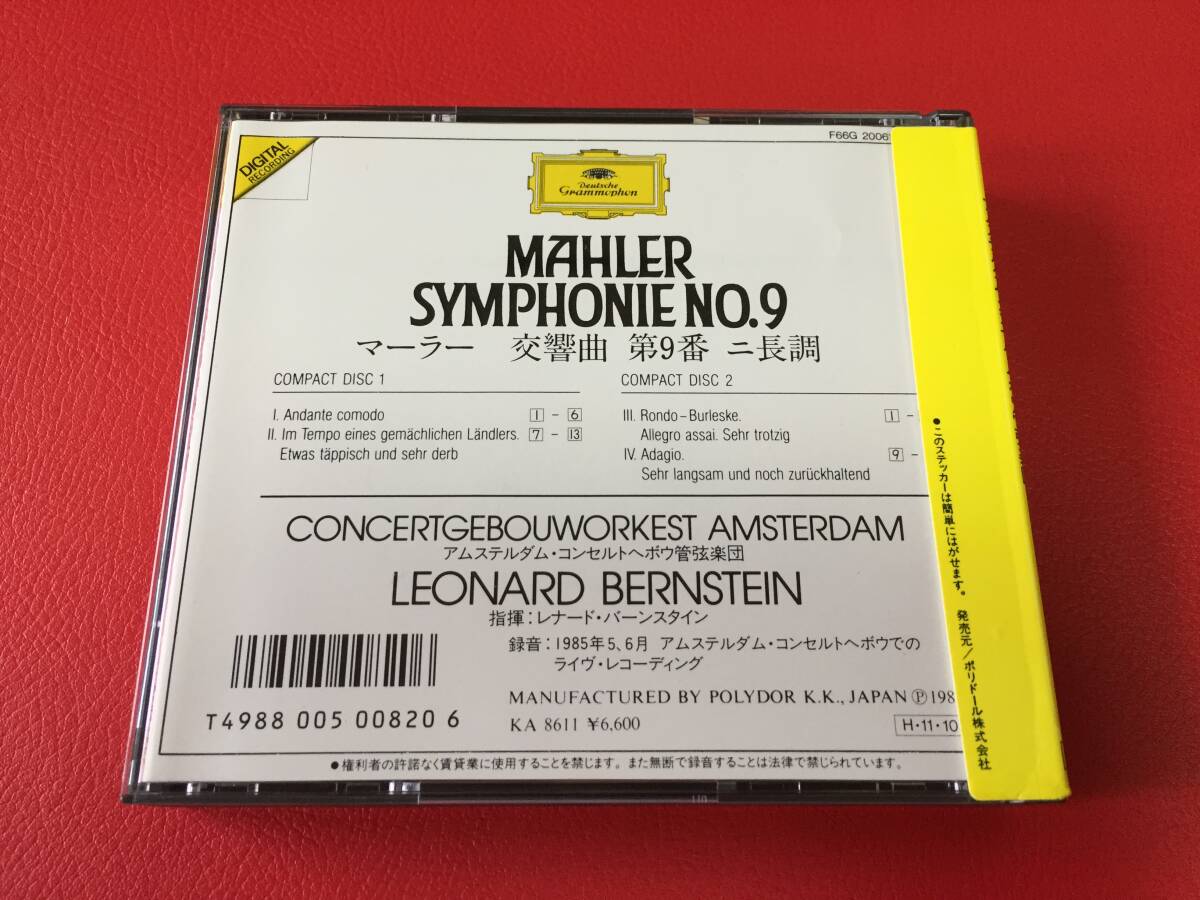 F66G 2006
DIGITAL
RECORDING
Deutsche
Grammophon
MAHLER
SYMPHONIE NO.9
マーラー 交響曲 第9番 ニ長調
COMPACT DISC 1
I. Andante comodo 1 – 6
II. Im Tempo eines gemächlichen Ländlers. 7 – 13
Etwas täppisch und sehr derb
COMPACT DISC 2
III. Rondo – Burleske. 1 –
Allegro assai. Sehr trotzig
IV. Adagio. 9 –
Sehr langsam und noch zurückhaltend
CONCERTGEBOUWORKEST AMSTERDAM
アムステルダム・コンセルトヘボウ管弦楽団
LEONARD BERNSTEIN
指揮:レナード・バーンスタイン
録音:1985年5、6月 アムステルダム・コンセルトヘボウでの
ライヴ・レコーディング
MANUFACTURED BY POLYDOR K.K., JAPAN Ⓟ 198
KA 8611 ¥6,600
H・11・10
T4988 005 00820 6
●権利者の許諾なく賃貸業に使用することを禁じます。また無断で録音することは法律で禁じられています。
●このステッカーは簡単にはがせます。 発売元/ポリドール株式会社